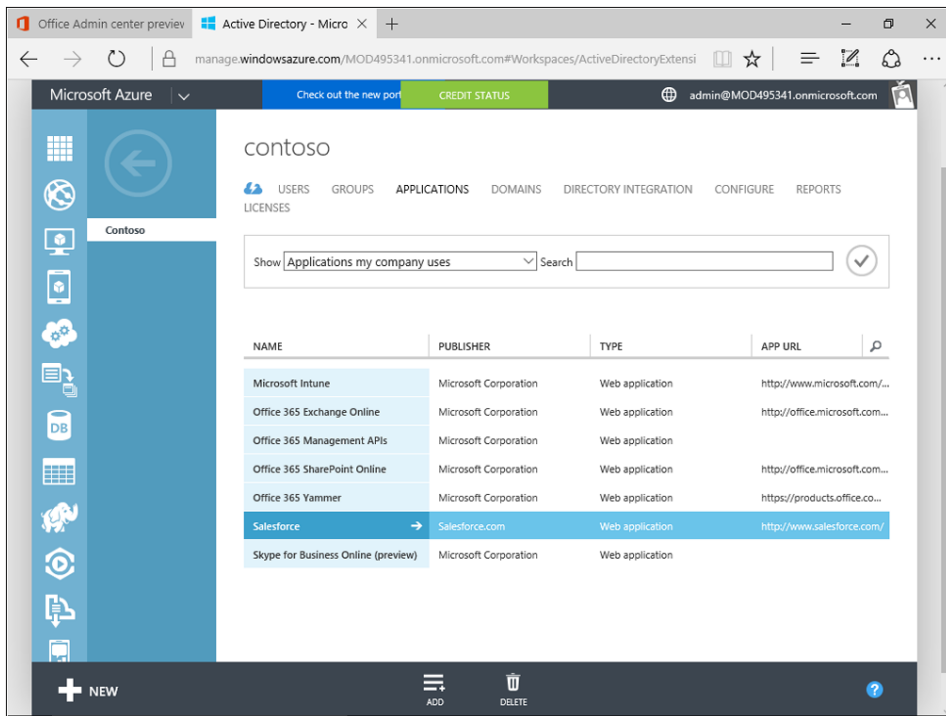 Office Admin center preview
Active Directory - Micro
manage.windowsazure.com/MOD495341.onmicrosoft.com#Workspaces/ActiveDirectoryExtensi
Microsoft Azure Check out the new port CREDIT STATUS admin@MOD495341.onmicrosoft.com
contoso
USERS GROUPS APPLICATIONS DOMAINS DIRECTORY INTEGRATION CONFIGURE REPORTS
LICENSES
Contoso
Show Applications my company uses Search
NAME PUBLISHER TYPE APP URL
Microsoft Intune Microsoft Corporation Web application http://www.microsoft.com/...
Office 365 Exchange Online Microsoft Corporation Web application http://office.microsoft.com...
Office 365 Management APIs Microsoft Corporation Web application
Office 365 SharePoint Online Microsoft Corporation Web application http://office.microsoft.com...
Office 365 Yammer Microsoft Corporation Web application https://products.office.co...
Salesforce Salesforce.com Web application http://www.salesforce.com/
Skype for Business Online (preview) Microsoft Corporation Web application
DB
NEW ADD DELETE ?